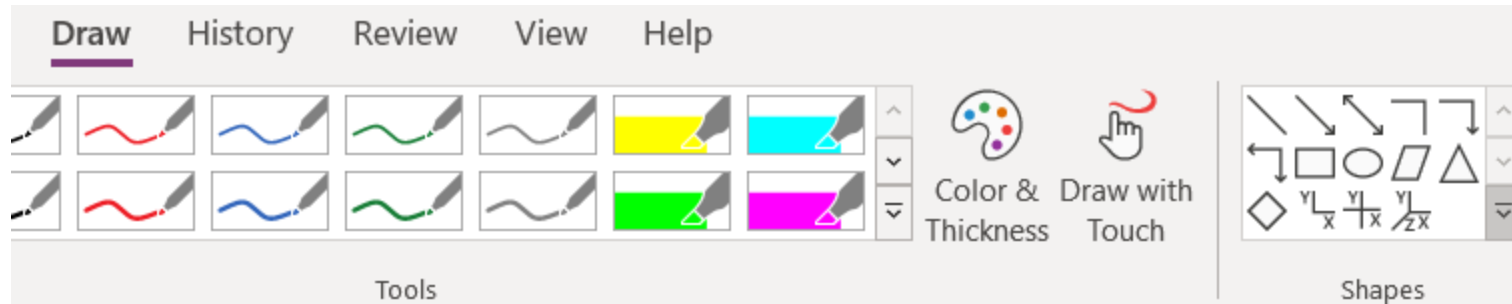 Draw History Review View Help
Color & Thickness
Draw with Touch
Y X Y X Y Z X
Tools
Shapes